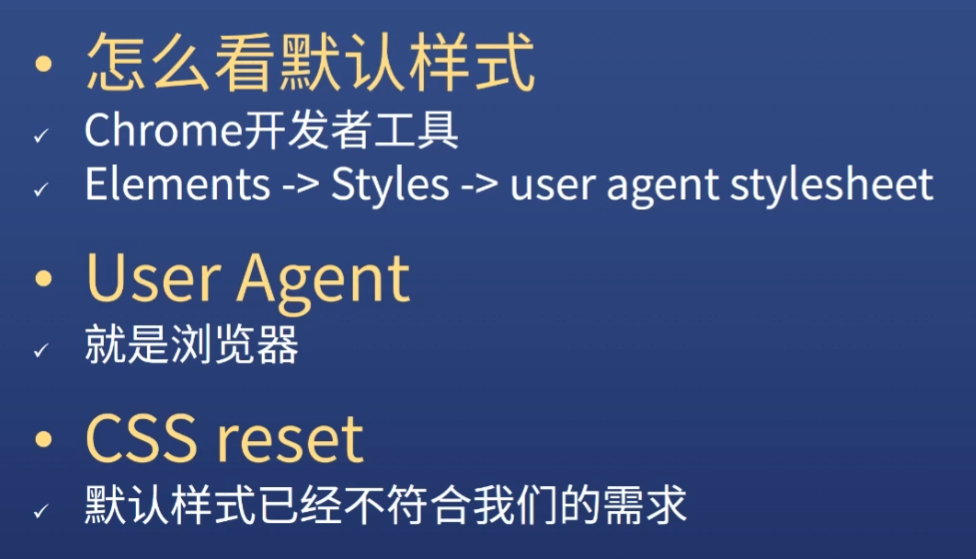 • 怎么看默认样式
✓ Chrome开发者工具
✓ Elements -> Styles -> user agent stylesheet
• User Agent
✓ 就是浏览器
• CSS reset
✓ 默认样式已经不符合我们的需求